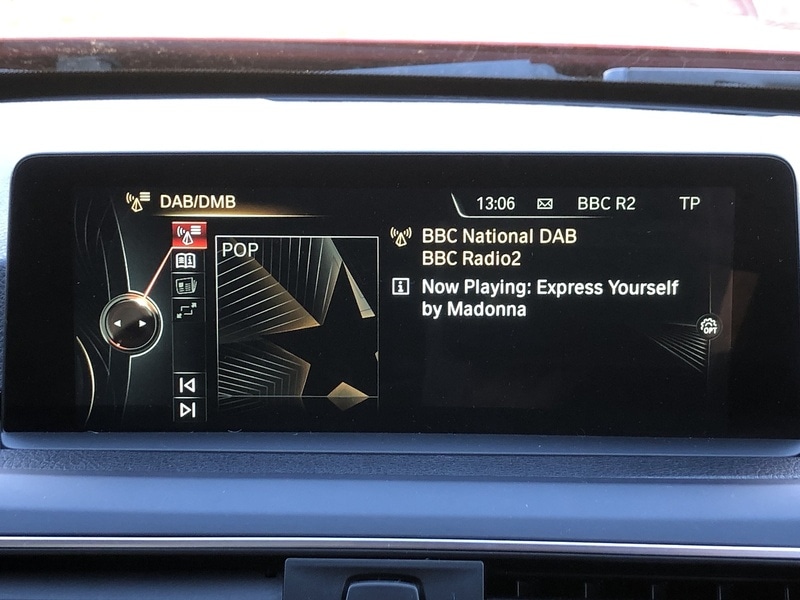 DAB/DMB
13:06
BBC R2
TP
POP
BBC National DAB
BBC Radio2
Now Playing: Express Yourself
by Madonna
OPT